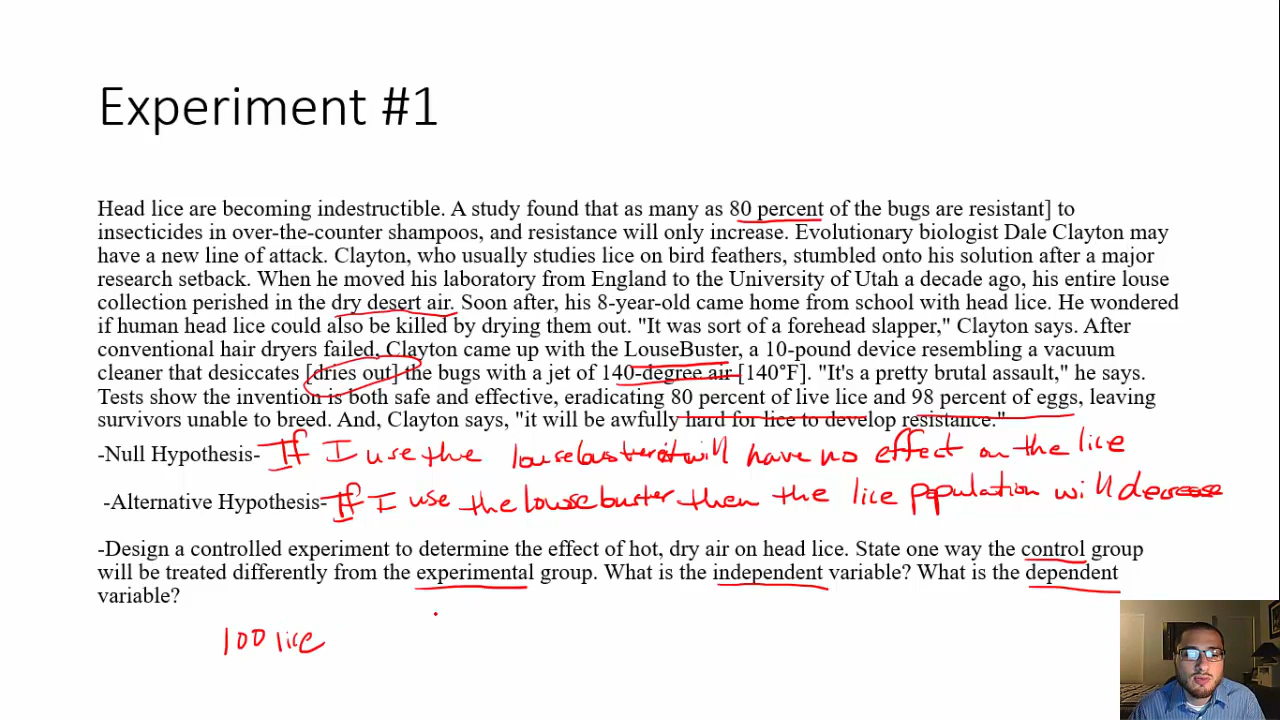 Experiment #1
Head lice are becoming indestructible. A study found that as many as 80 percent of the bugs are resistant] to
insecticides in over-the-counter shampoos, and resistance will only increase. Evolutionary biologist Dale Clayton may
have a new line of attack. Clayton, who usually studies lice on bird feathers, stumbled onto his solution after a major
research setback. When he moved his laboratory from England to the University of Utah a decade ago, his entire louse
collection perished in the dry desert air. Soon after, his 8-year-old came home from school with head lice. He wondered
if human head lice could also be killed by drying them out. "It was sort of a forehead slapper," Clayton says. After
conventional hair dryers failed, Clayton came up with the LouseBuster, a 10-pound device resembling a vacuum
cleaner that desiccates [dries out] the bugs with a jet of 140-degree air [140°F]. "It's a pretty brutal assault," he says.
Tests show the invention is both safe and effective, eradicating 80 percent of live lice and 98 percent of eggs, leaving
survivors unable to breed. And, Clayton says, "it will be awfully hard for lice to develop resistance."
-Null Hypothesis- If I use the lousebuster it will have no effect on the lice
-Alternative Hypothesis- If I use the lousebuster then the lice population will decrease
-Design a controlled experiment to determine the effect of hot, dry air on head lice. State one way the control group
will be treated differently from the experimental group. What is the independent variable? What is the dependent
variable?
100 lice